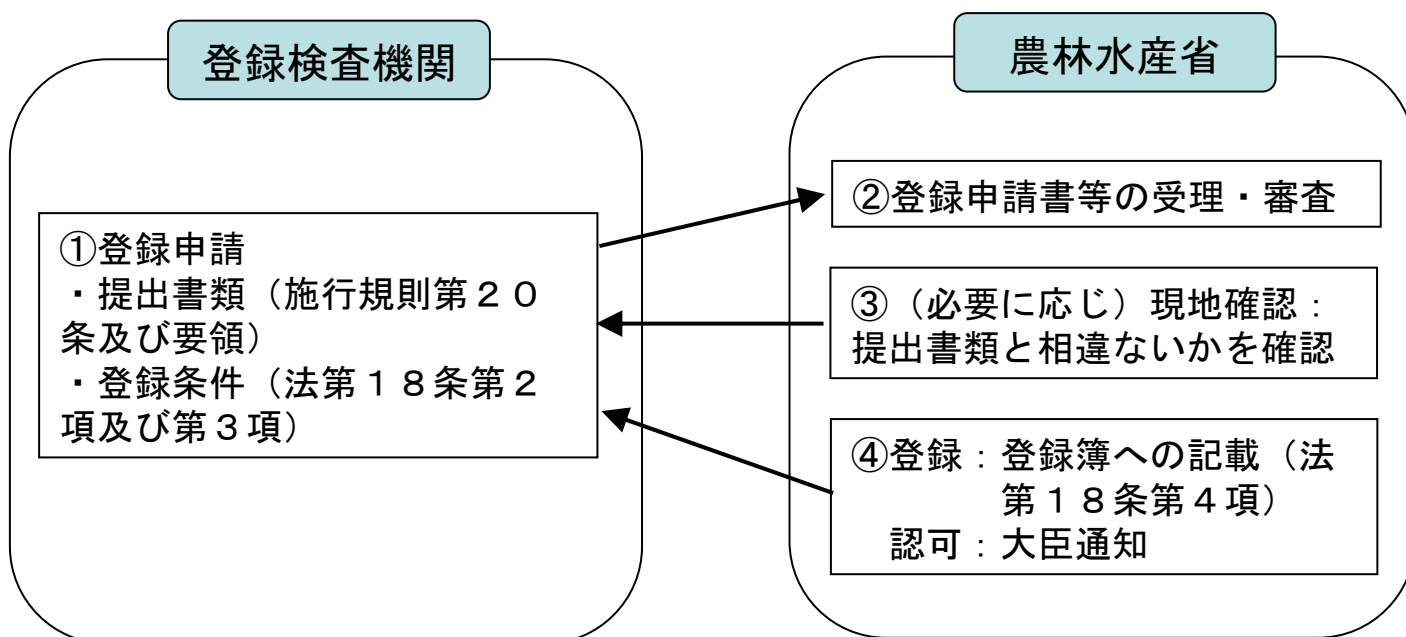 登録検査機関
農林水産省
①登録申請
・提出書類（施行規則第２０
条及び要領）
・登録条件（法第１８条第２
項及び第３項）
②登録申請書等の受理・審査
③（必要に応じ）現地確認：
提出書類と相違ないかを確認
④登録：登録簿への記載（法
第１８条第４項）
認可：大臣通知